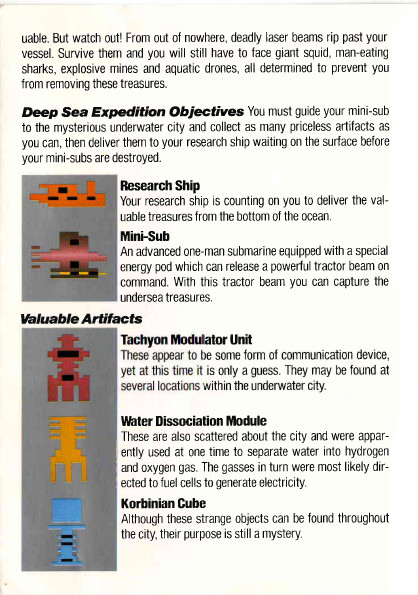 uable. But watch out! From out of nowhere, deadly laser beams rip past your
vessel. Survive them and you will still have to face giant squid, man-eating
sharks, explosive mines and aquatic drones, all determined to prevent you
from removing these treasures.
Deep Sea Expedition Objectives You must guide your mini-sub
to the mysterious underwater city and collect as many priceless artifacts as
you can, then deliver them to your research ship waiting on the surface before
your mini-subs are destroyed.
Research Ship
Your research ship is counting on you to deliver the val-
uable treasures from the bottom of the ocean.
Mini-Sub
An advanced one-man submarine equipped with a special
energy pod which can release a powerful tractor beam on
command. With this tractor beam you can capture the
undersea treasures.
Valuable Artifacts
Tachyon Modulator Unit
These appear to be some form of communication device,
yet at this time it is only a guess. They may be found at
several locations within the underwater city.
Water Dissociation Module
These are also scattered about the city and were appar-
ently used at one time to separate water into hydrogen
and oxygen gas. The gasses in turn were most likely dir-
ected to fuel cells to generate electricity.
Korbinian Cube
Although these strange objects can be found throughout
the city, their purpose is still a mystery.